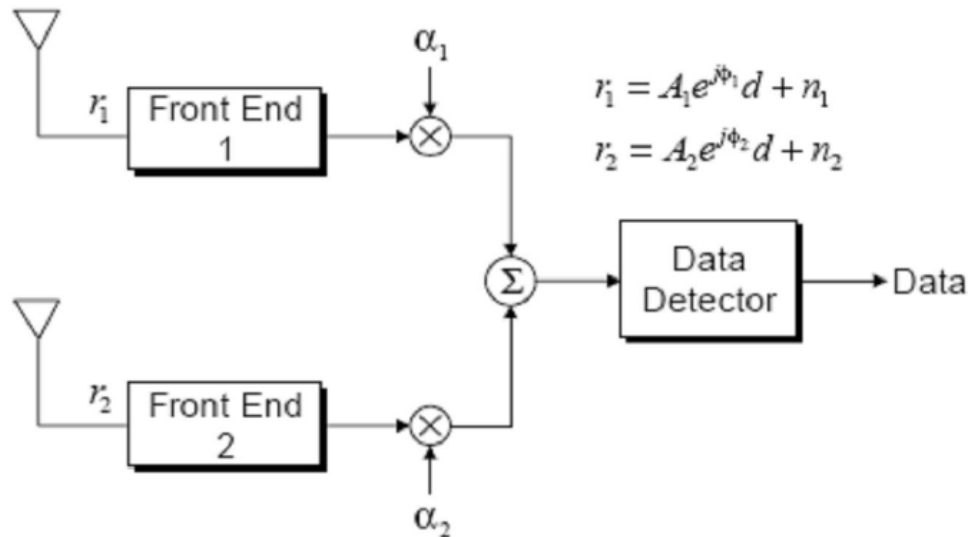 α₁
r₁ = A₁e^{jϕ₁}d + n₁
r₁
Front End
1
r₂ = A₂e^{jϕ₂}d + n₂
Σ
Data
Detector
Data
r₂
Front End
2
α₂